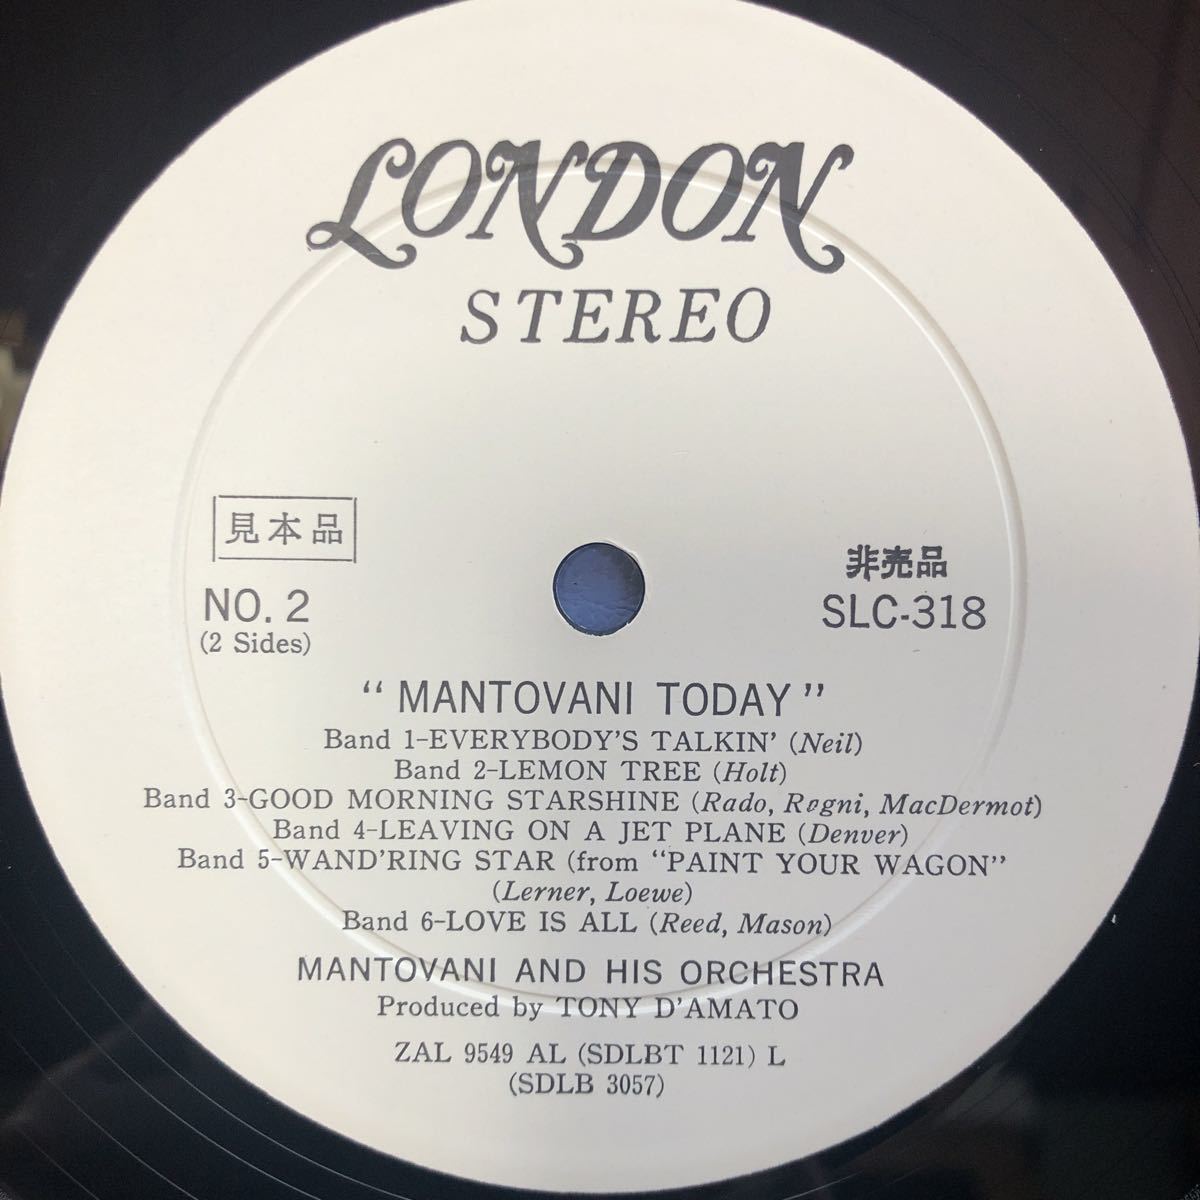 LONDON
STEREO
見本品
非売品
NO. 2
SLC-318
(2 Sides)
“MANTOVANI TODAY”
Band 1-EVERYBODY'S TALKIN' (Neil)
Band 2-LEMON TREE (Holt)
Band 3-GOOD MORNING STARSHINE (Rado, Rogni, MacDermot)
Band 4-LEAVING ON A JET PLANE (Denver)
Band 5-WAND'RING STAR (from “PAINT YOUR WAGON”
(Lerner, Loewe)
Band 6-LOVE IS ALL (Reed, Mason)
MANTOVANI AND HIS ORCHESTRA
Produced by TONY D'AMATO
ZAL 9549 AL (SDLBT 1121) L
(SDLB 3057)